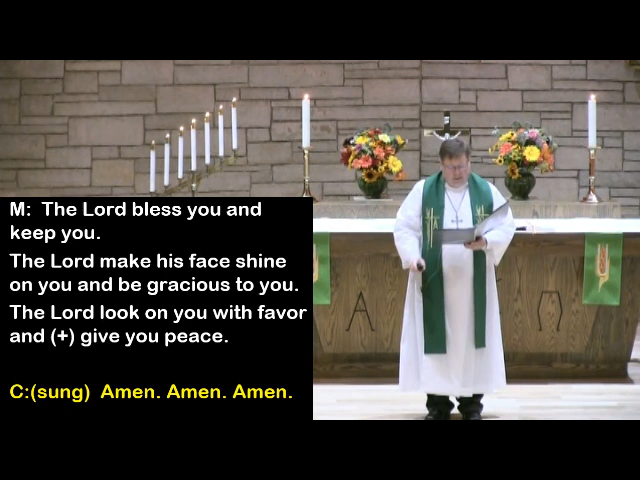 M: The Lord bless you and
keep you.
The Lord make his face shine
on you and be gracious to you.
The Lord look on you with favor
and (+) give you peace.
C:(sung) Amen. Amen. Amen.
A Ω